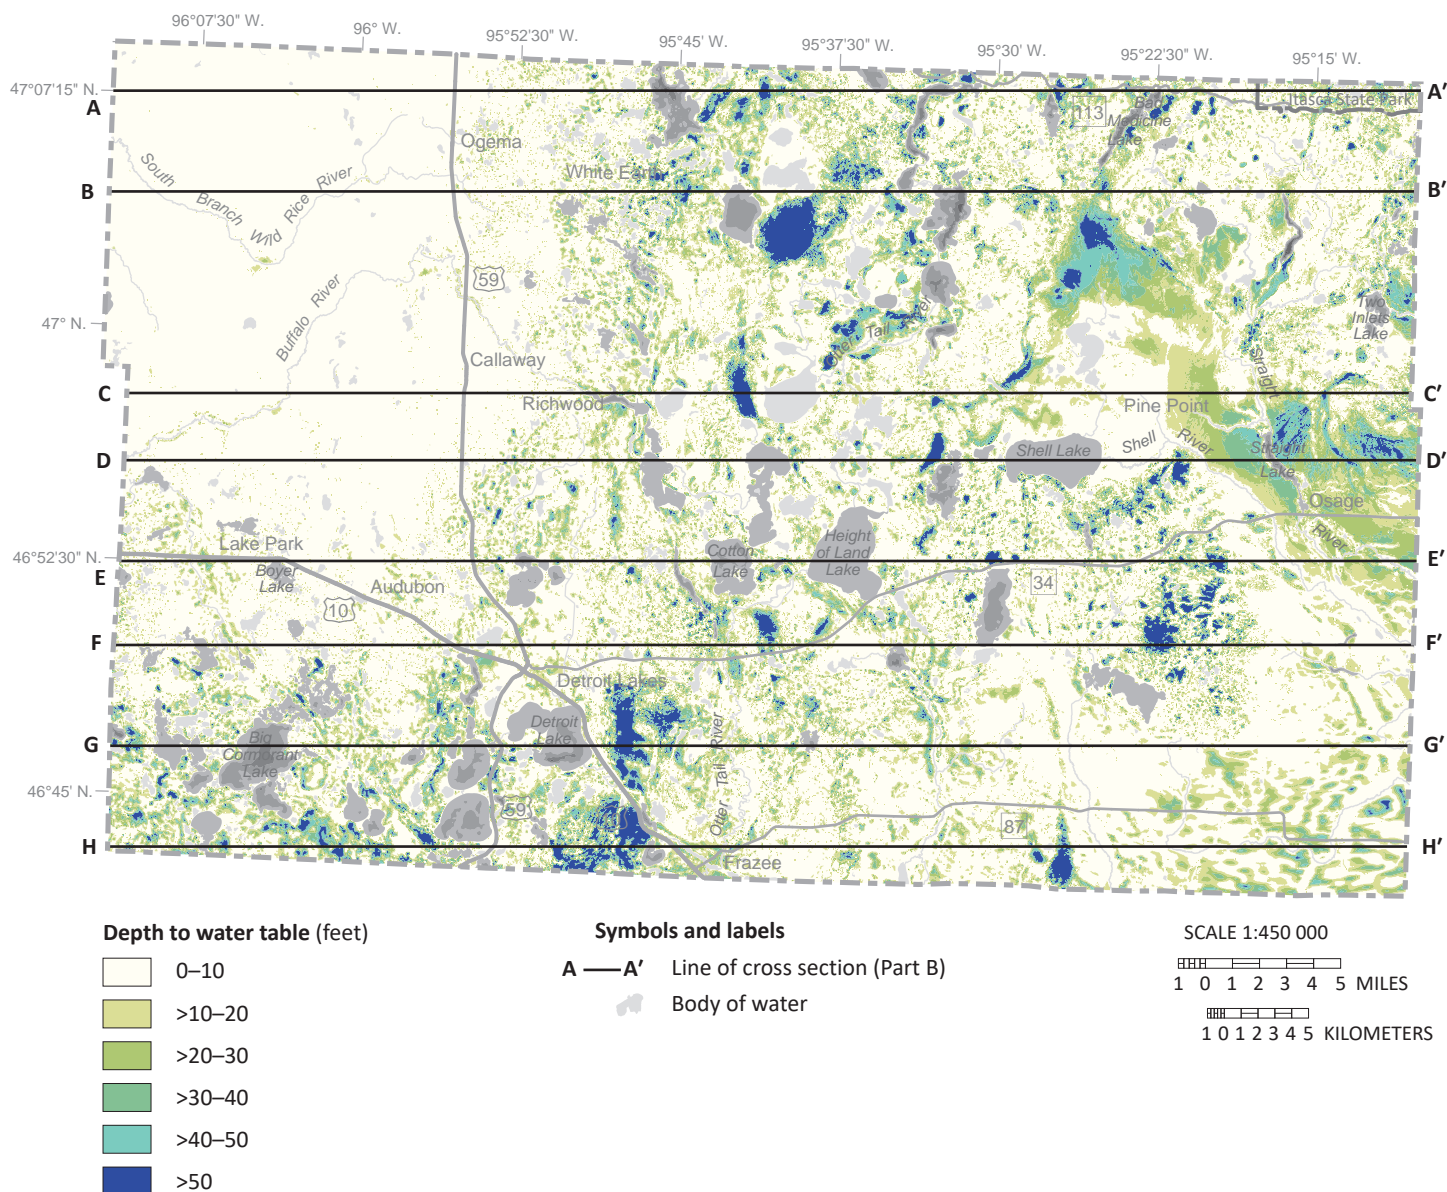 96°07'30" W.
96° W.
95°52'30" W.
95°45' W.
95°37'30" W.
95°30' W.
95°22'30" W.
95°15' W.
47°07'15" N.
A
A′
Itasca State Park
113
Bad
Medicine
Lake
Ogema
White Earth
South
Branch
Wild
Rice
River
B
B′
59
Buffalo
River
47° N.
Two
Inlets
Lake
Otter
Tail
River
Callaway
Straight
C
C′
Richwood
Pine Point
D
D′
Shell Lake
Shell
River
Straight
Lake
Osage
River
Lake Park
Height
of Land
Lake
Cotton
Lake
46°52'30" N.
E
E′
Boyer
Lake
Audubon
10
34
F
F′
Detroit Lakes
Detroit
Lake
Big
Cormorant
Lake
Otter Tail River
G
G′
46°45' N.
59
87
H
H′
Frazee
Depth to water table (feet)
0–10
>10–20
>20–30
>30–40
>40–50
>50
Symbols and labels
A — A′ Line of cross section (Part B)
Body of water
SCALE 1:450 000
1 0 1 2 3 4 5 MILES
1 0 1 2 3 4 5 KILOMETERS